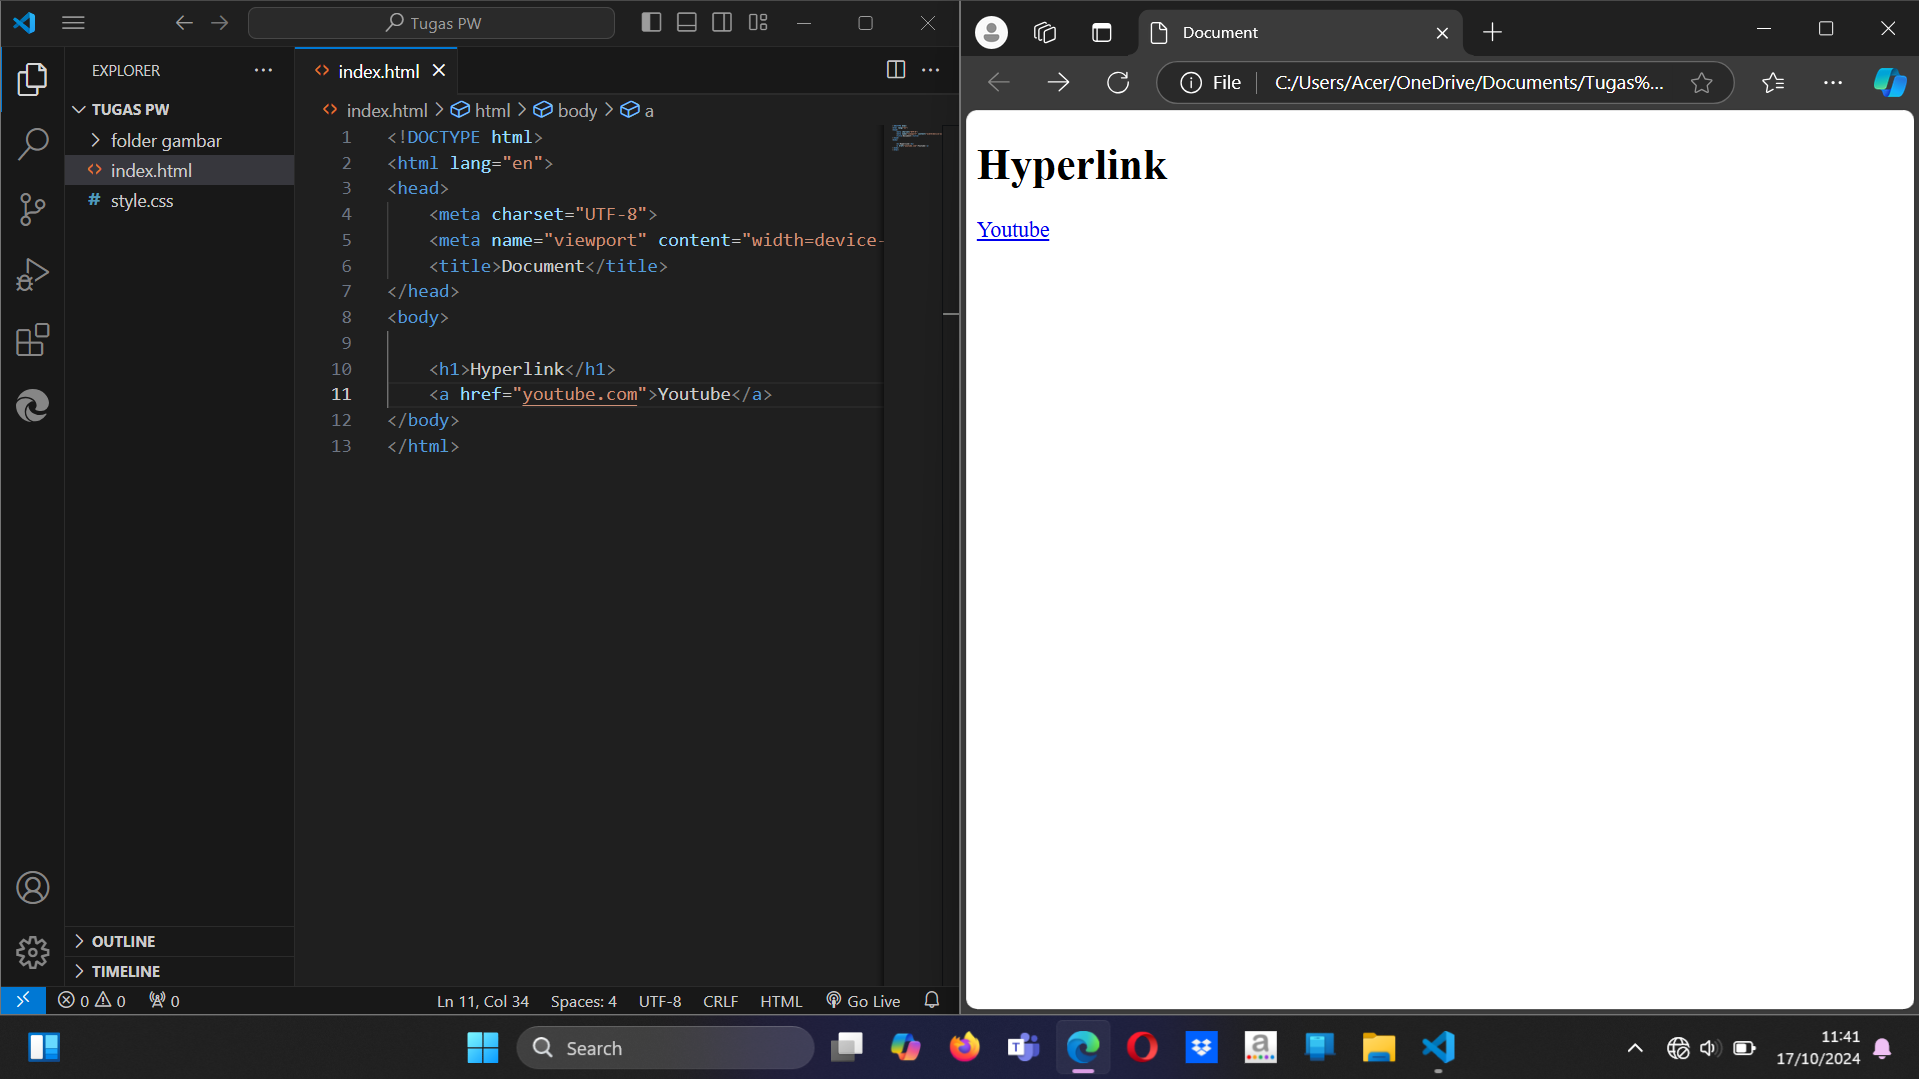 Tugas PW
EXPLORER
TUGAS PW
folder gambar
index.html
style.css
OUTLINE
TIMELINE
index.html
index.html > html > body > a
1 <!DOCTYPE html>
2 <html lang="en">
3 <head>
4 <meta charset="UTF-8">
5 <meta name="viewport" content="width=device-
6 <title>Document</title>
7 </head>
8 <body>
9
10 <h1>Hyperlink</h1>
11 <a href="youtube.com">Youtube</a>
12 </body>
13 </html>
0 0 0
Ln 11, Col 34 Spaces: 4 UTF-8 CRLF HTML Go Live
Document
File C:/Users/Acer/OneDrive/Documents/Tugas%...
Hyperlink
Youtube
Search
11:41
17/10/2024